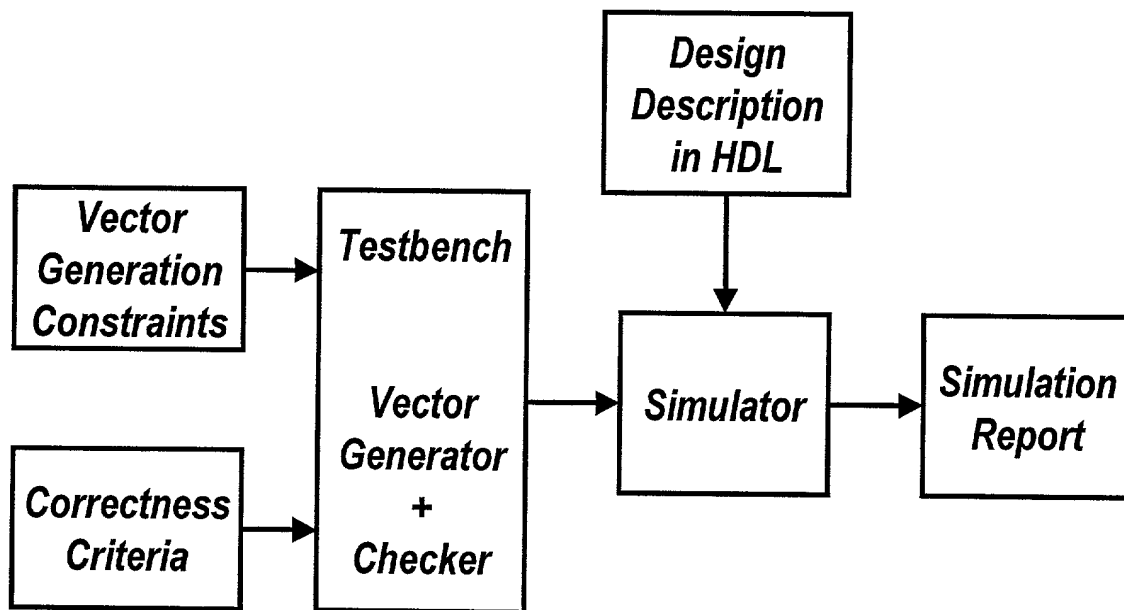 Design
Description
in HDL
Vector
Generation
Constraints
Testbench
Vector
Generator
+
Checker
Correctness
Criteria
Simulator
Simulation
Report